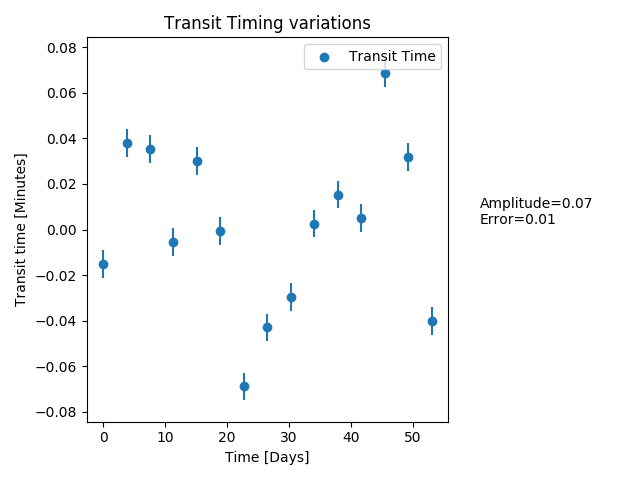 Transit Timing variations
Transit Time
0.08
0.06
0.04
0.02
0.00
−0.02
−0.04
−0.06
−0.08
Transit time [Minutes]
0 10 20 30 40 50
Time [Days]
Amplitude=0.07
Error=0.01